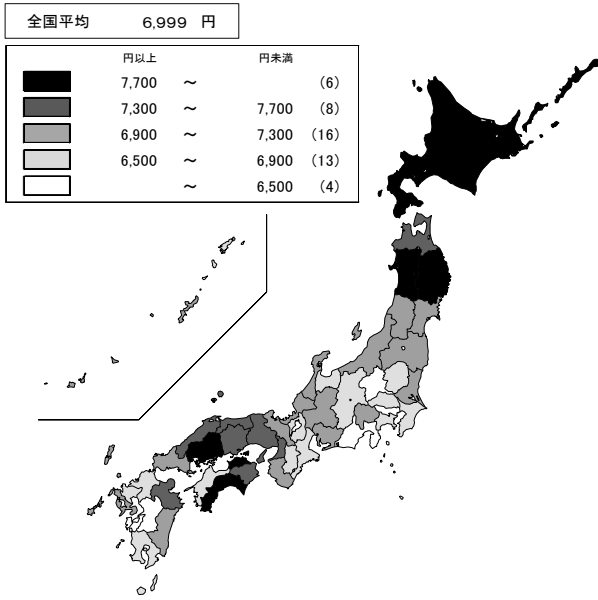 全国平均 6,999 円
円以上 円未満
7,700 ～ （6）
7,300 ～ 7,700 （8）
6,900 ～ 7,300 （16）
6,500 ～ 6,900 （13）
～ 6,500 （4）